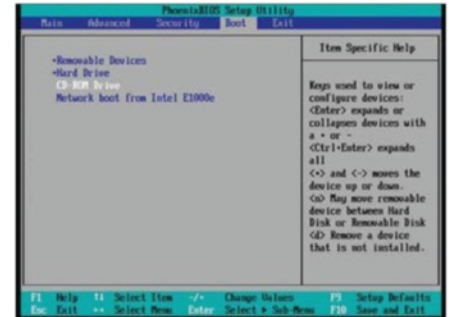 PhoenixBIOS Setup Utility
Main Advanced Security Boot Exit
Item Specific Help
+Removable Devices
+Hard Drive
CD-ROM Drive
Network boot from Intel E1000e
Keys used to view or
configure devices:
<Enter> expands or
collapses devices with
a + or -
<Ctrl+Enter> expands
all
<+> and <-> moves the
device up or down.
<n> May move removable
device between Hard
Disk or Removable Disk
<d> Remove a device
that is not installed.
F1 Help ↑↓ Select Item -/+ Change Values F9 Setup Defaults
Esc Exit ↔ Select Menu Enter Select ▸ Sub-Menu F10 Save and Exit